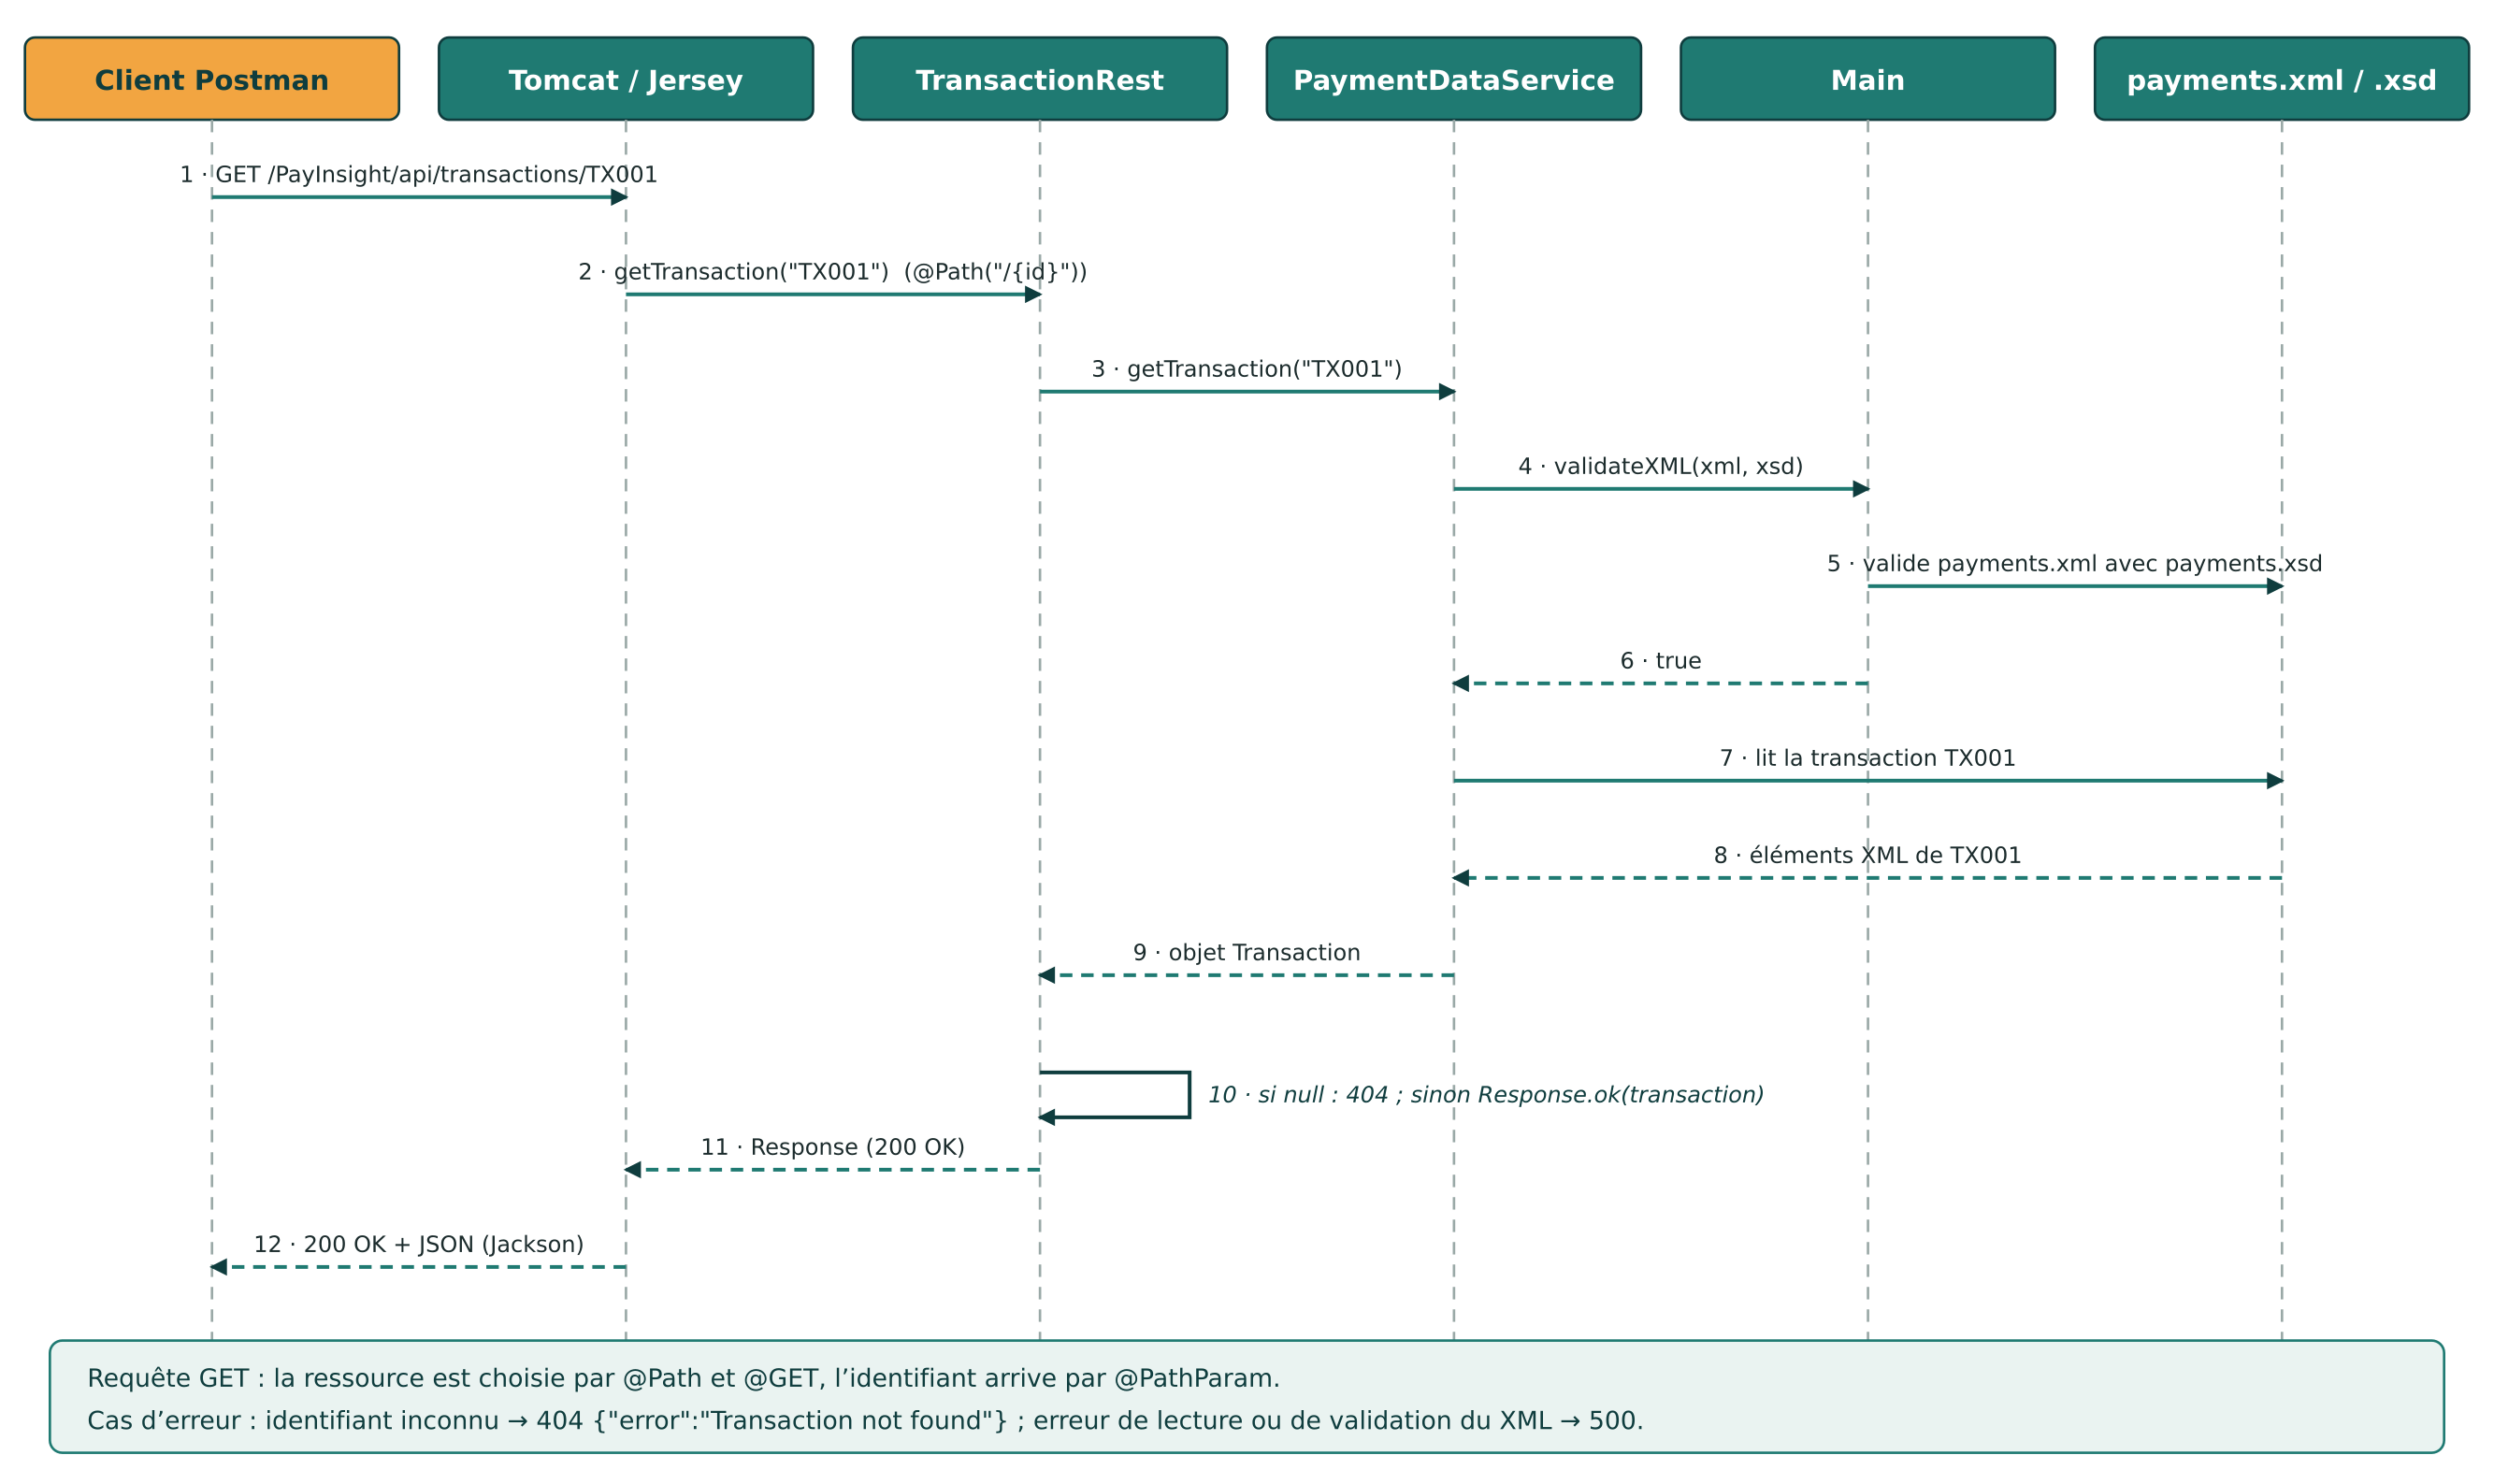 Client Postman
Tomcat / Jersey
TransactionRest
PaymentDataService
Main
payments.xml / .xsd
1 · GET /PayInsight/api/transactions/TX001
2 · getTransaction("TX001")  (@Path("/{id}"))
3 · getTransaction("TX001")
4 · validateXML(xml, xsd)
5 · valide payments.xml avec payments.xsd
6 · true
7 · lit la transaction TX001
8 · éléments XML de TX001
9 · objet Transaction
10 · si null : 404 ; sinon Response.ok(transaction)
11 · Response (200 OK)
12 · 200 OK + JSON (Jackson)
Requête GET : la ressource est choisie par @Path et @GET, l’identifiant arrive par @PathParam.
Cas d’erreur : identifiant inconnu → 404 {"error":"Transaction not found"} ; erreur de lecture ou de validation du XML → 500.